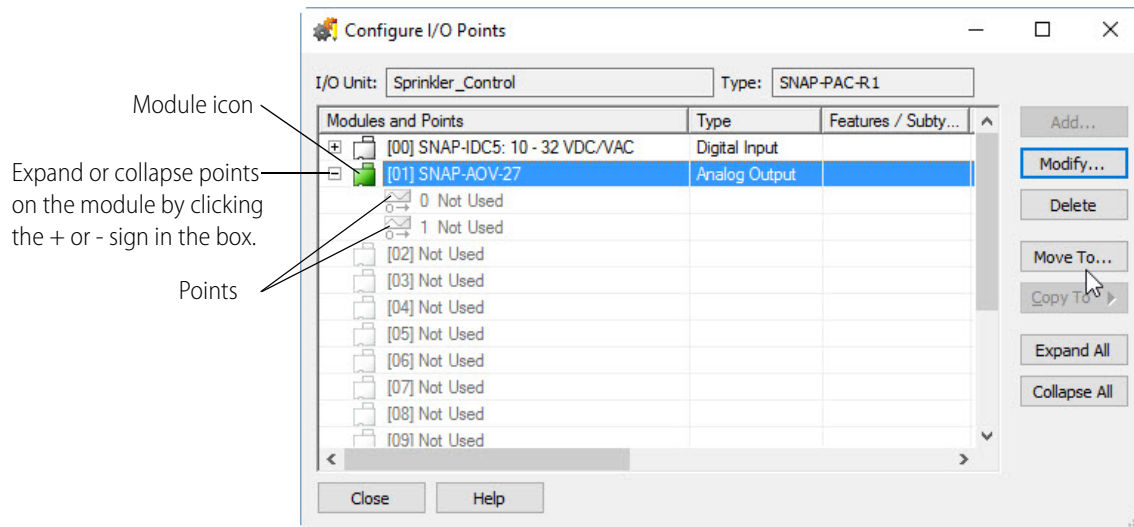 Configure I/O Points
I/O Unit: Sprinkler_Control Type: SNAP-PAC-R1
Module icon
Modules and Points Type Features / Subty...
Add...
[00] SNAP-IDC5: 10 - 32 VDC/VAC Digital Input
Expand or collapse points
on the module by clicking
the + or - sign in the box.
[01] SNAP-AOV-27 Analog Output
Modify...
0 Not Used
Delete
1 Not Used
[02] Not Used
Move To...
Points
[03] Not Used
Copy To
[04] Not Used
[05] Not Used
Expand All
[06] Not Used
[07] Not Used
Collapse All
[08] Not Used
[09] Not Used
Close Help